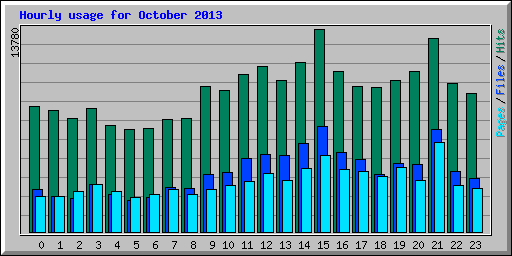 Hourly usage for October 2013
13780
Pages / Files / Hits
0 1 2 3 4 5 6 7 8 9 10 11 12 13 14 15 16 17 18 19 20 21 22 23